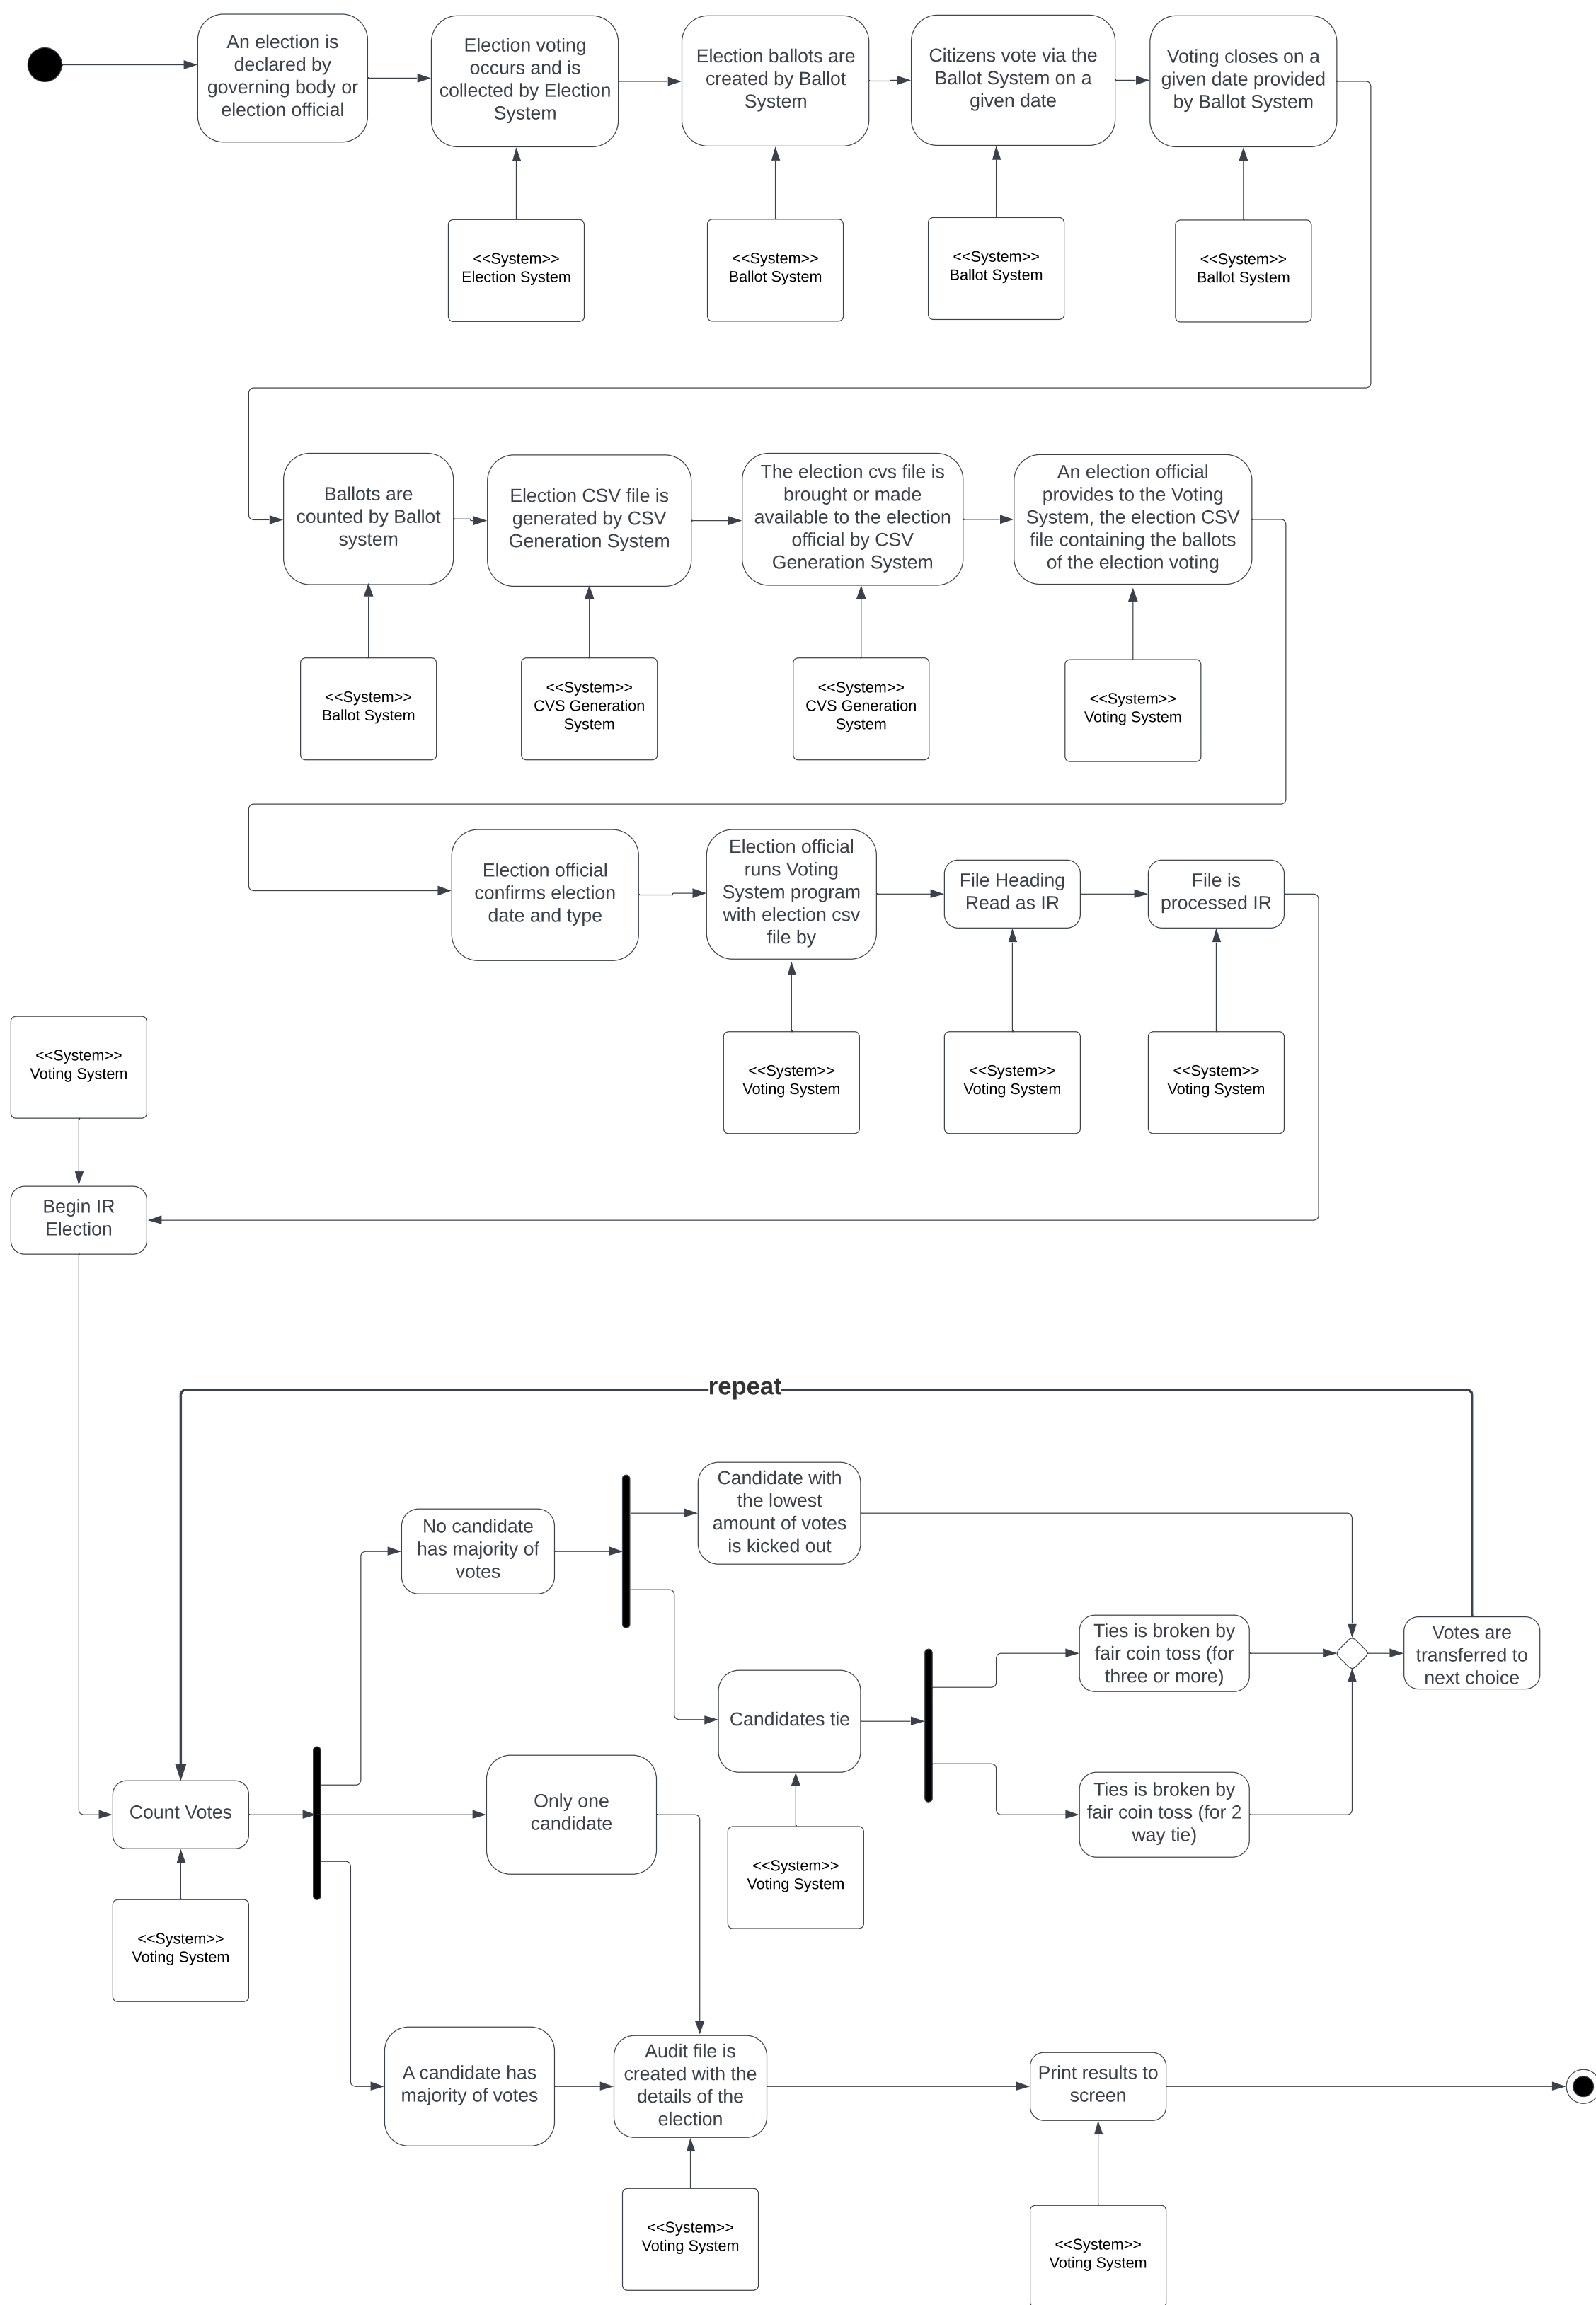 An election is
declared by
governing body or
election official
Election voting
occurs and is
collected by Election
System
Election ballots are
created by Ballot
System
Citizens vote via the
Ballot System on a
given date
Voting closes on a
given date provided
by Ballot System
<<System>>
Election System
<<System>>
Ballot System
<<System>>
Ballot System
<<System>>
Ballot System
Ballots are
counted by Ballot
system
Election CSV file is
generated by CSV
Generation System
The election cvs file is
brought or made
available to the election
official by CSV
Generation System
An election official
provides to the Voting
System, the election CSV
file containing the ballots
of the election voting
<<System>>
Ballot System
<<System>>
CVS Generation
System
<<System>>
CVS Generation
System
<<System>>
Voting System
Election official
confirms election
date and type
Election official
runs Voting
System program
with election csv
file by
File Heading
Read as IR
File is
processed IR
<<System>>
Voting System
<<System>>
Voting System
<<System>>
Voting System
<<System>>
Voting System
Begin IR
Election
repeat
Candidate with
the lowest
amount of votes
is kicked out
No candidate
has majority of
votes
Ties is broken by
fair coin toss (for
three or more)
Votes are
transferred to
next choice
Candidates tie
Count Votes
Only one
candidate
Ties is broken by
fair coin toss (for 2
way tie)
<<System>>
Voting System
<<System>>
Voting System
A candidate has
majority of votes
Audit file is
created with the
details of the
election
Print results to
screen
<<System>>
Voting System
<<System>>
Voting System